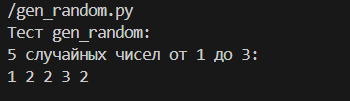 /gen_random.py
Тест gen_random:
5 случайных чисел от 1 до 3:
1 2 2 3 2